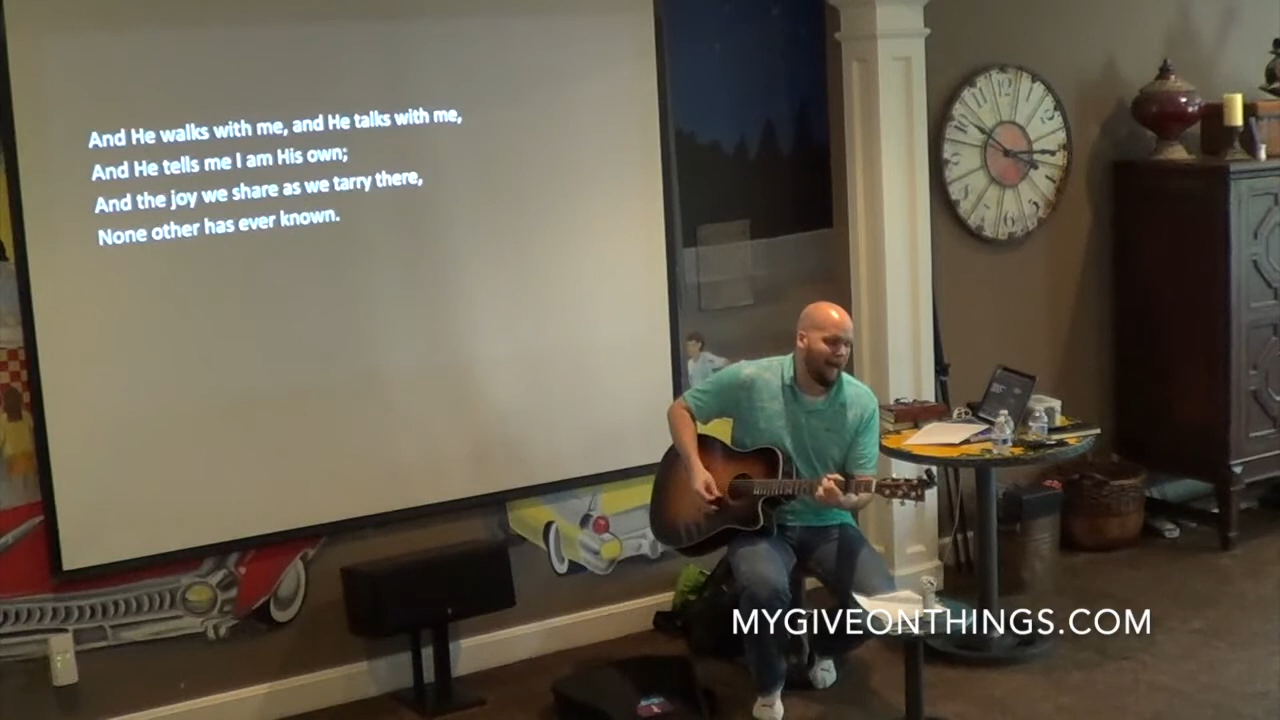 And He walks with me, and He talks with me,
And He tells me I am His own;
And the joy we share as we tarry there,
None other has ever known.
12
MYGIVEONTHINGS.COM